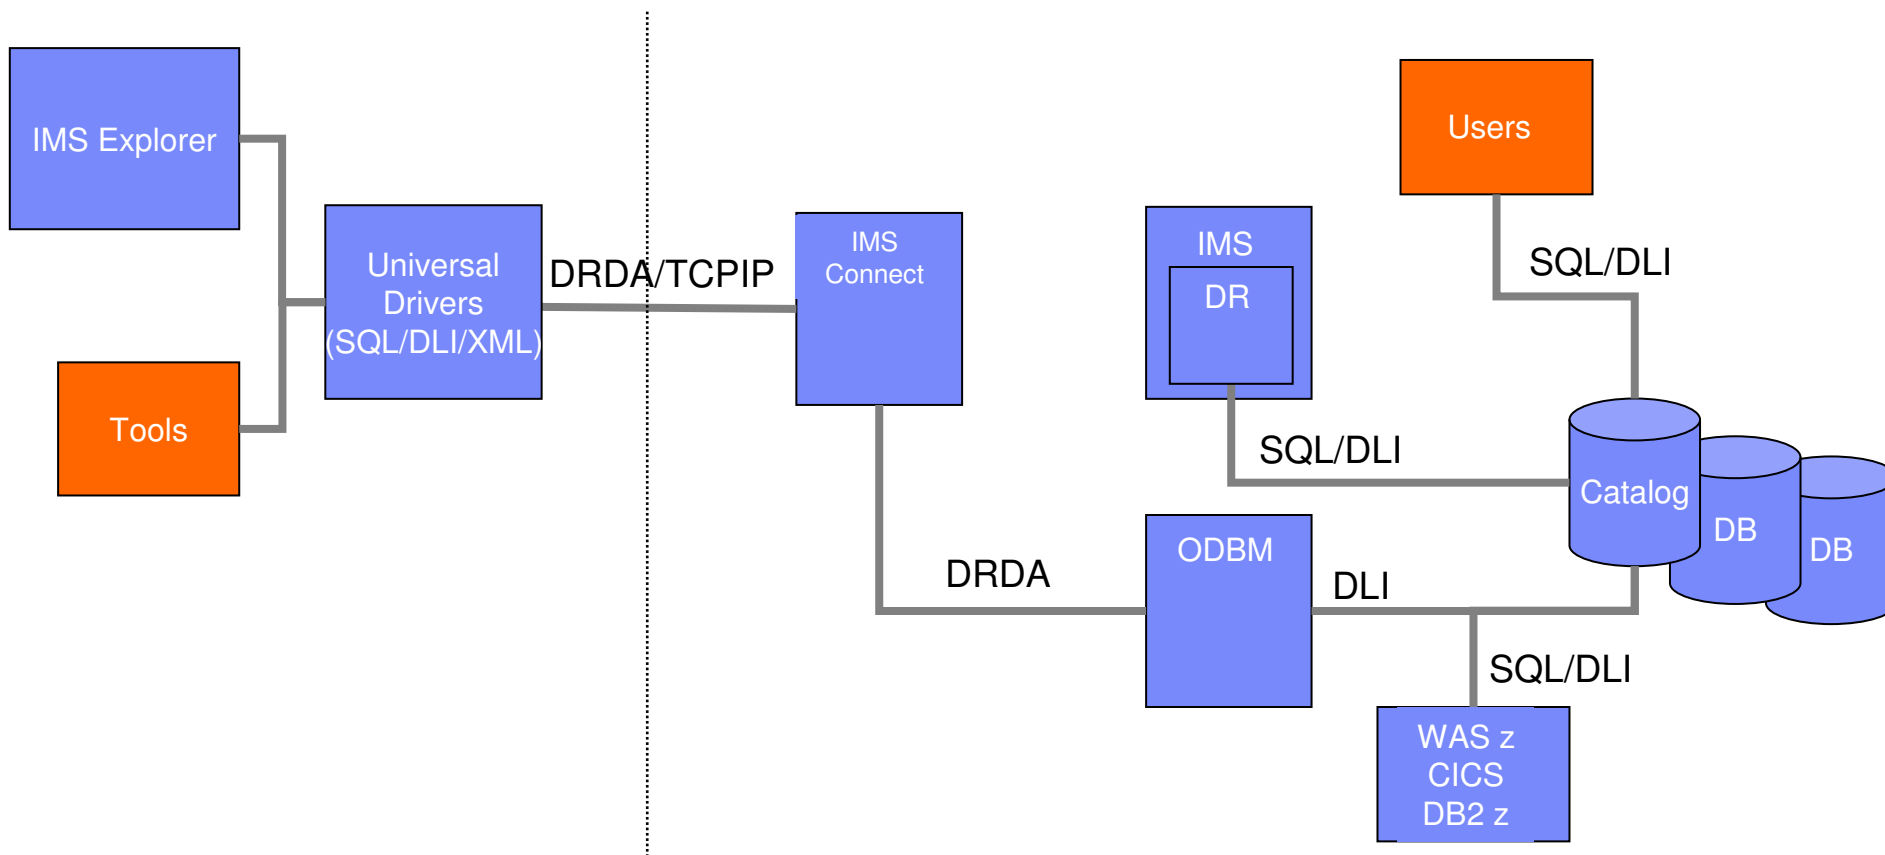 IMS Explorer
Tools
Universal
Drivers
(SQL/DLI/XML)
DRDA/TCPIP
IMS
Connect
DRDA
IMS
DR
SQL/DLI
ODBM
DLI
Users
SQL/DLI
Catalog
DB
DB
SQL/DLI
WAS z
CICS
DB2 z